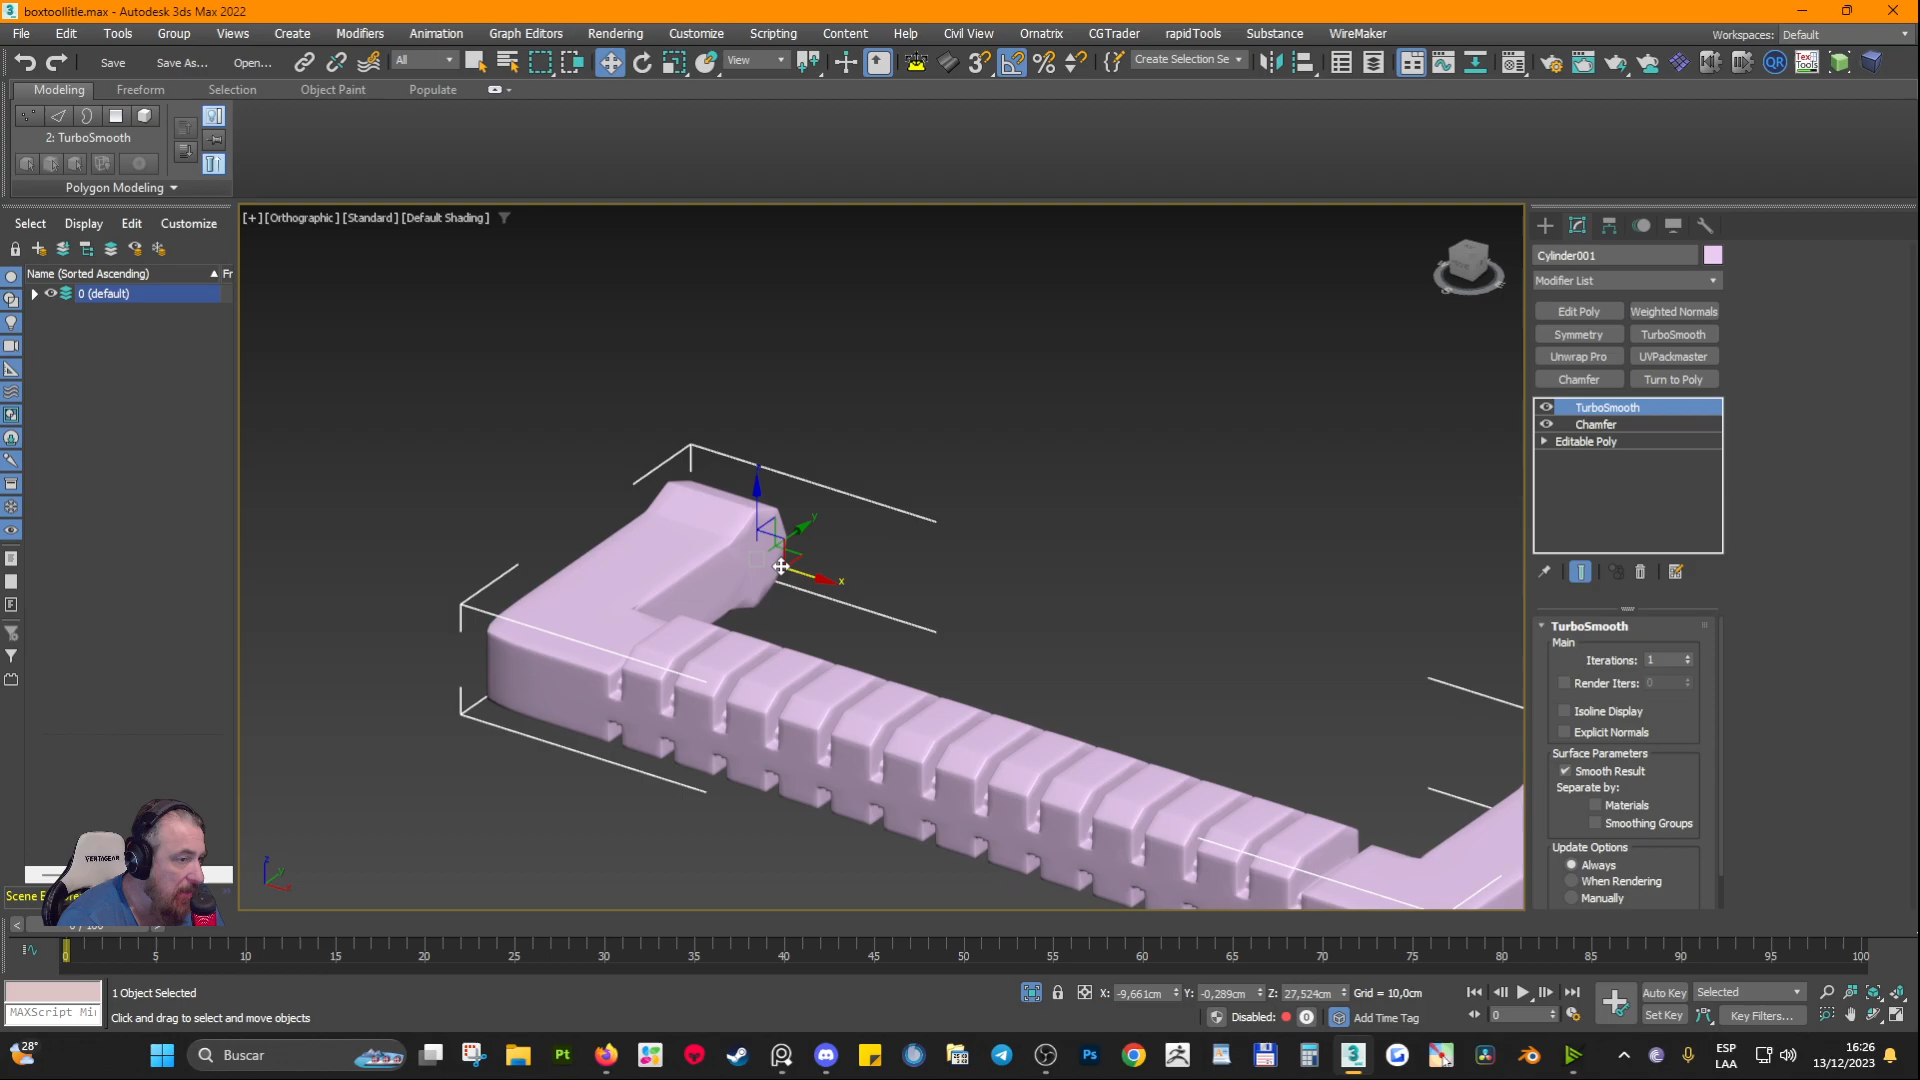 boxtoollitle.max - Autodesk 3ds Max 2022
File Edit Tools Group Views Create Modifiers Animation Graph Editors Rendering Customize Scripting Content Help Civil View Ornatrix CGTrader rapidTools Substance WireMaker
Workspaces: Default
Save Save As... Open... All View Create Selection Se
Modeling Freeform Selection Object Paint Populate
2: TurboSmooth
Polygon Modeling
Select Display Edit Customize
Name (Sorted Ascending) Fr
0 (default)
[+] [Orthographic] [Standard] [Default Shading]
Cylinder001
Modifier List
Edit Poly Weighted Normals
Symmetry TurboSmooth
Unwrap Pro UVPackmaster
Chamfer Turn to Poly
TurboSmooth
Chamfer
Editable Poly
TurboSmooth
Main
Iterations: 1
Render Iters: 0
Isoline Display
Explicit Normals
Surface Parameters
Smooth Result
Separate by:
Materials
Smoothing Groups
Update Options
Always
When Rendering
Manually
y
x
z
VERTAGEAR
0 5 10 15 20 25 30 35 40 45 50 55 60 65 70 75 80 85 90 95 100
1 Object Selected
X: -9,661cm Y: -0,289cm Z: 27,524cm Grid = 10,0cm
Auto Key Selected
MAXScript Mi
Click and drag to select and move objects
Disabled: 0 Add Time Tag
0
Set Key Key Filters...
28°
Buscar
ESP
LAA
16:26
13/12/2023